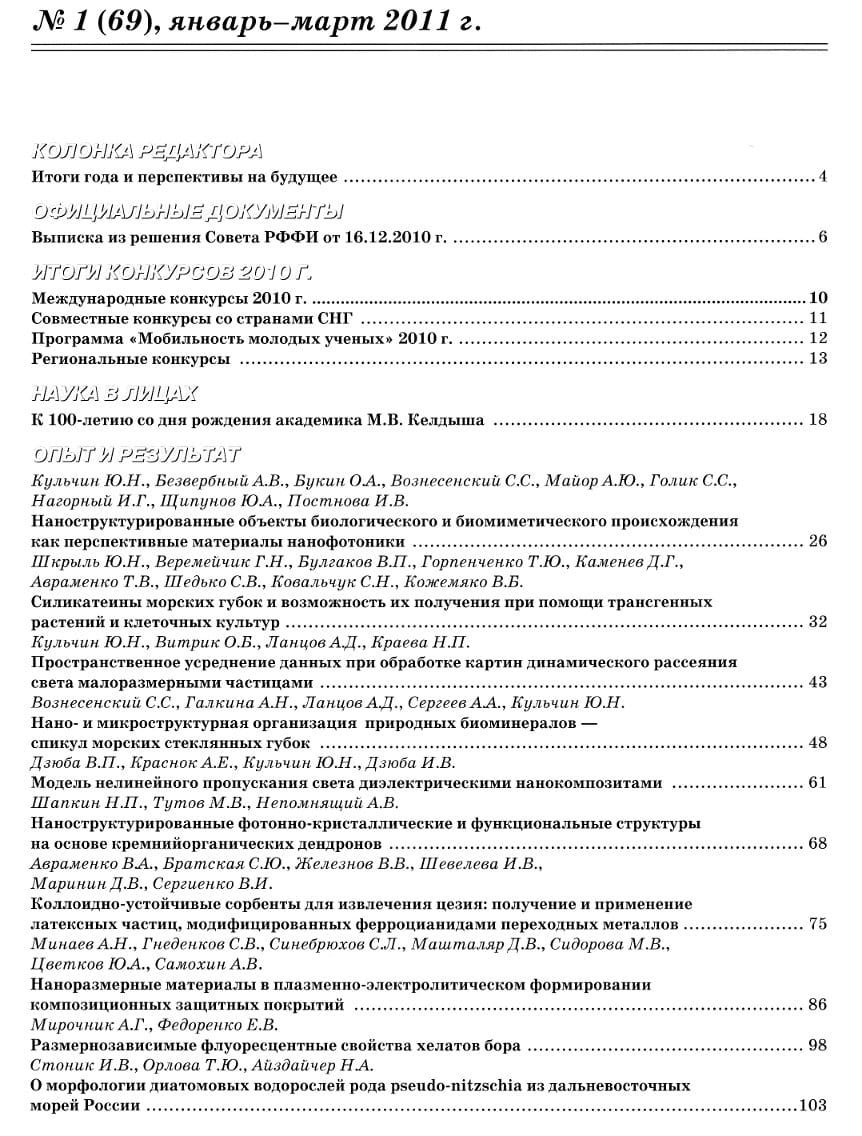 № 1 (69), январь–март 2011 г.
КОЛОНКА РЕДАКТОРА
Итоги года и перспективы на будущее ........ 4
ОФИЦИАЛЬНЫЕ ДОКУМЕНТЫ
Выписка из решения Совета РФФИ от 16.12.2010 г. ........ 6
ИТОГИ КОНКУРСОВ 2010 Г.
Международные конкурсы 2010 г. ........ 10
Совместные конкурсы со странами СНГ ........ 11
Программа «Мобильность молодых ученых» 2010 г. ........ 12
Региональные конкурсы ........ 13
НАУКА В ЛИЦАХ
К 100-летию со дня рождения академика М.В. Келдыша ........ 18
ОПЫТ И РЕЗУЛЬТАТ
Кульчин Ю.Н., Безвербный А.В., Букин О.А., Вознесенский С.С., Майор А.Ю., Голик С.С.,
Нагорный И.Г., Щипунов Ю.А., Постнова И.В.
Наноструктурированные объекты биологического и биомиметического происхождения
как перспективные материалы нанофотоники ........ 26
Шкрыль Ю.Н., Веремейчик Г.Н., Булгаков В.П., Горпенченко Т.Ю., Каменев Д.Г.,
Авраменко Т.В., Шедько С.В., Ковальчук С.Н., Кожемяко В.Б.
Силикатеины морских губок и возможность их получения при помощи трансгенных
растений и клеточных культур ........ 32
Кульчин Ю.Н., Витрик О.Б., Ланцов А.Д., Краева Н.П.
Пространственное усреднение данных при обработке картин динамического рассеяния
света малоразмерными частицами ........ 43
Вознесенский С.С., Галкина А.Н., Ланцов А.Д., Сергеев А.А., Кульчин Ю.Н.
Нано- и микроструктурная организация природных биоминералов —
спикул морских стеклянных губок ........ 48
Дзюба В.П., Краснок А.Е., Кульчин Ю.Н., Дзюба И.В.
Модель нелинейного пропускания света диэлектрическими нанокомпозитами ........ 61
Шапкин Н.П., Тутов М.В., Непомнящий А.В.
Наноструктурированные фотонно-кристаллические и функциональные структуры
на основе кремнийорганических дендронов ........ 68
Авраменко В.А., Братская С.Ю., Железнов В.В., Шевелева И.В.,
Маринин Д.В., Сергиенко В.И.
Коллоидно-устойчивые сорбенты для извлечения цезия: получение и применение
латексных частиц, модифицированных ферроцианидами переходных металлов ........ 75
Минаев А.Н., Гнеденков С.В., Синебрюхов С.Л., Машталяр Д.В., Сидорова М.В.,
Цветков Ю.А., Самохин А.В.
Наноразмерные материалы в плазменно-электролитическом формировании
композиционных защитных покрытий ........ 86
Мирочник А.Г., Федоренко Е.В.
Размернозависимые флуоресцентные свойства хелатов бора ........ 98
Стоник И.В., Орлова Т.Ю., Айздайчер Н.А.
О морфологии диатомовых водорослей рода pseudo-nitzschia из дальневосточных
морей России ........ 103